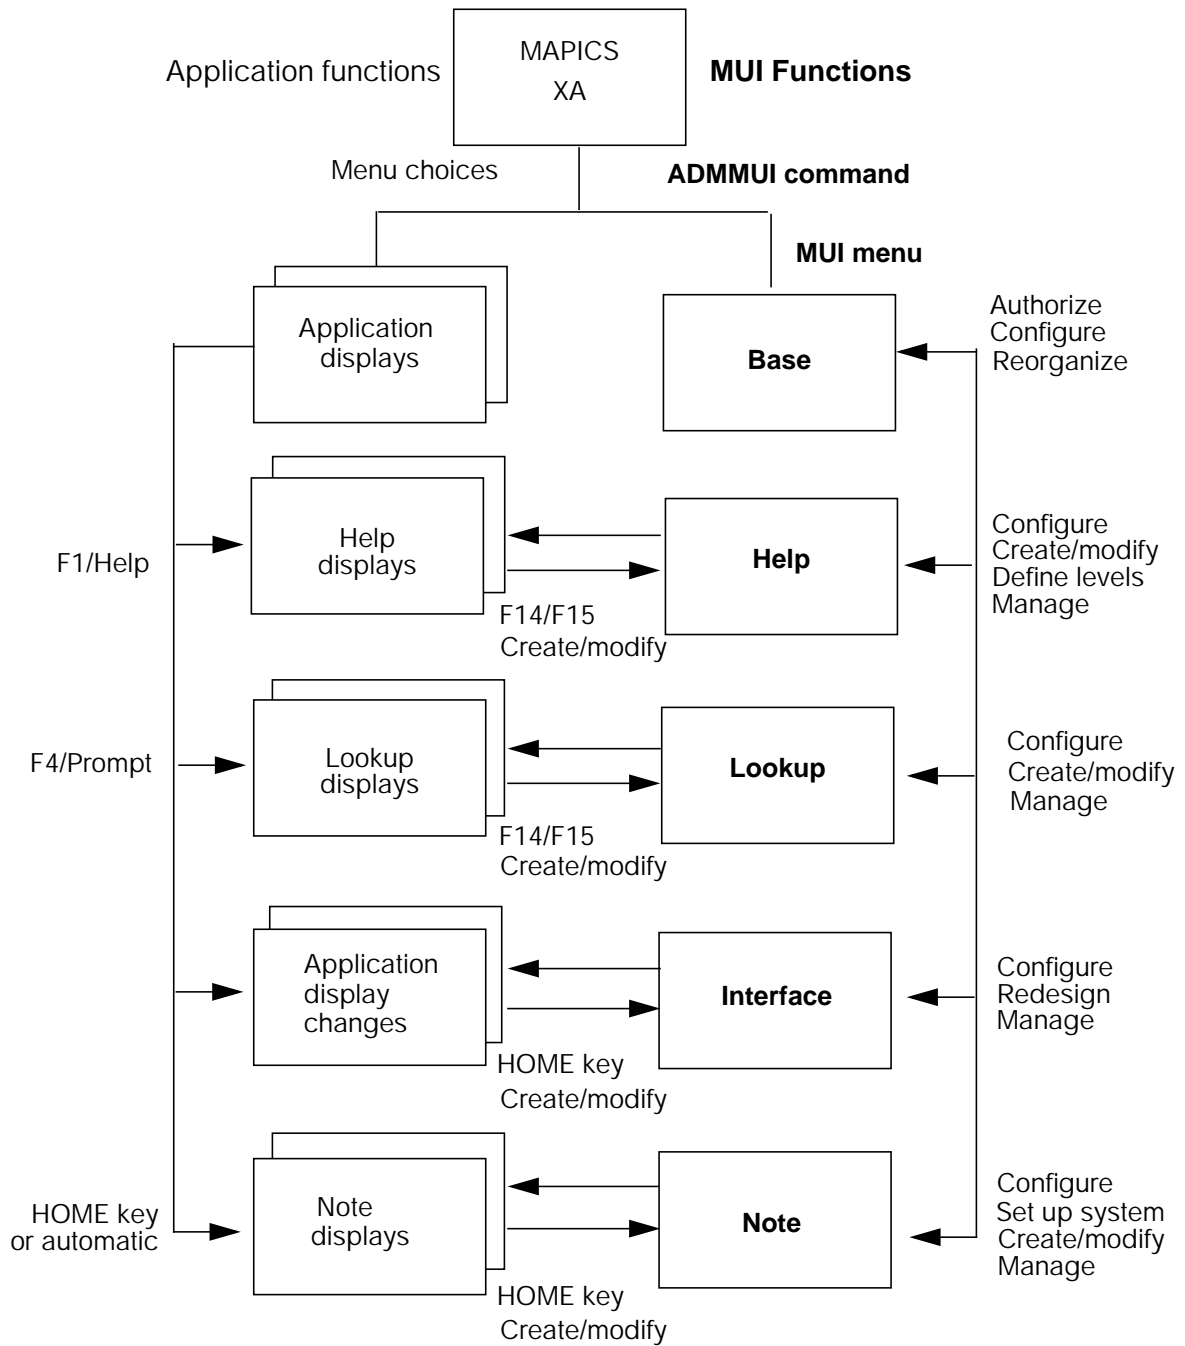 Application functions
MAPICS
XA
MUI Functions
Menu choices
ADMMUI command
MUI menu
Application
displays
Base
Authorize
Configure
Reorganize
F1/Help
Help
displays
F14/F15
Create/modify
Help
Configure
Create/modify
Define levels
Manage
F4/Prompt
Lookup
displays
F14/F15
Create/modify
Lookup
Configure
Create/modify
Manage
Application
display
changes
HOME key
Create/modify
Interface
Configure
Redesign
Manage
HOME key
or automatic
Note
displays
HOME key
Create/modify
Note
Configure
Set up system
Create/modify
Manage